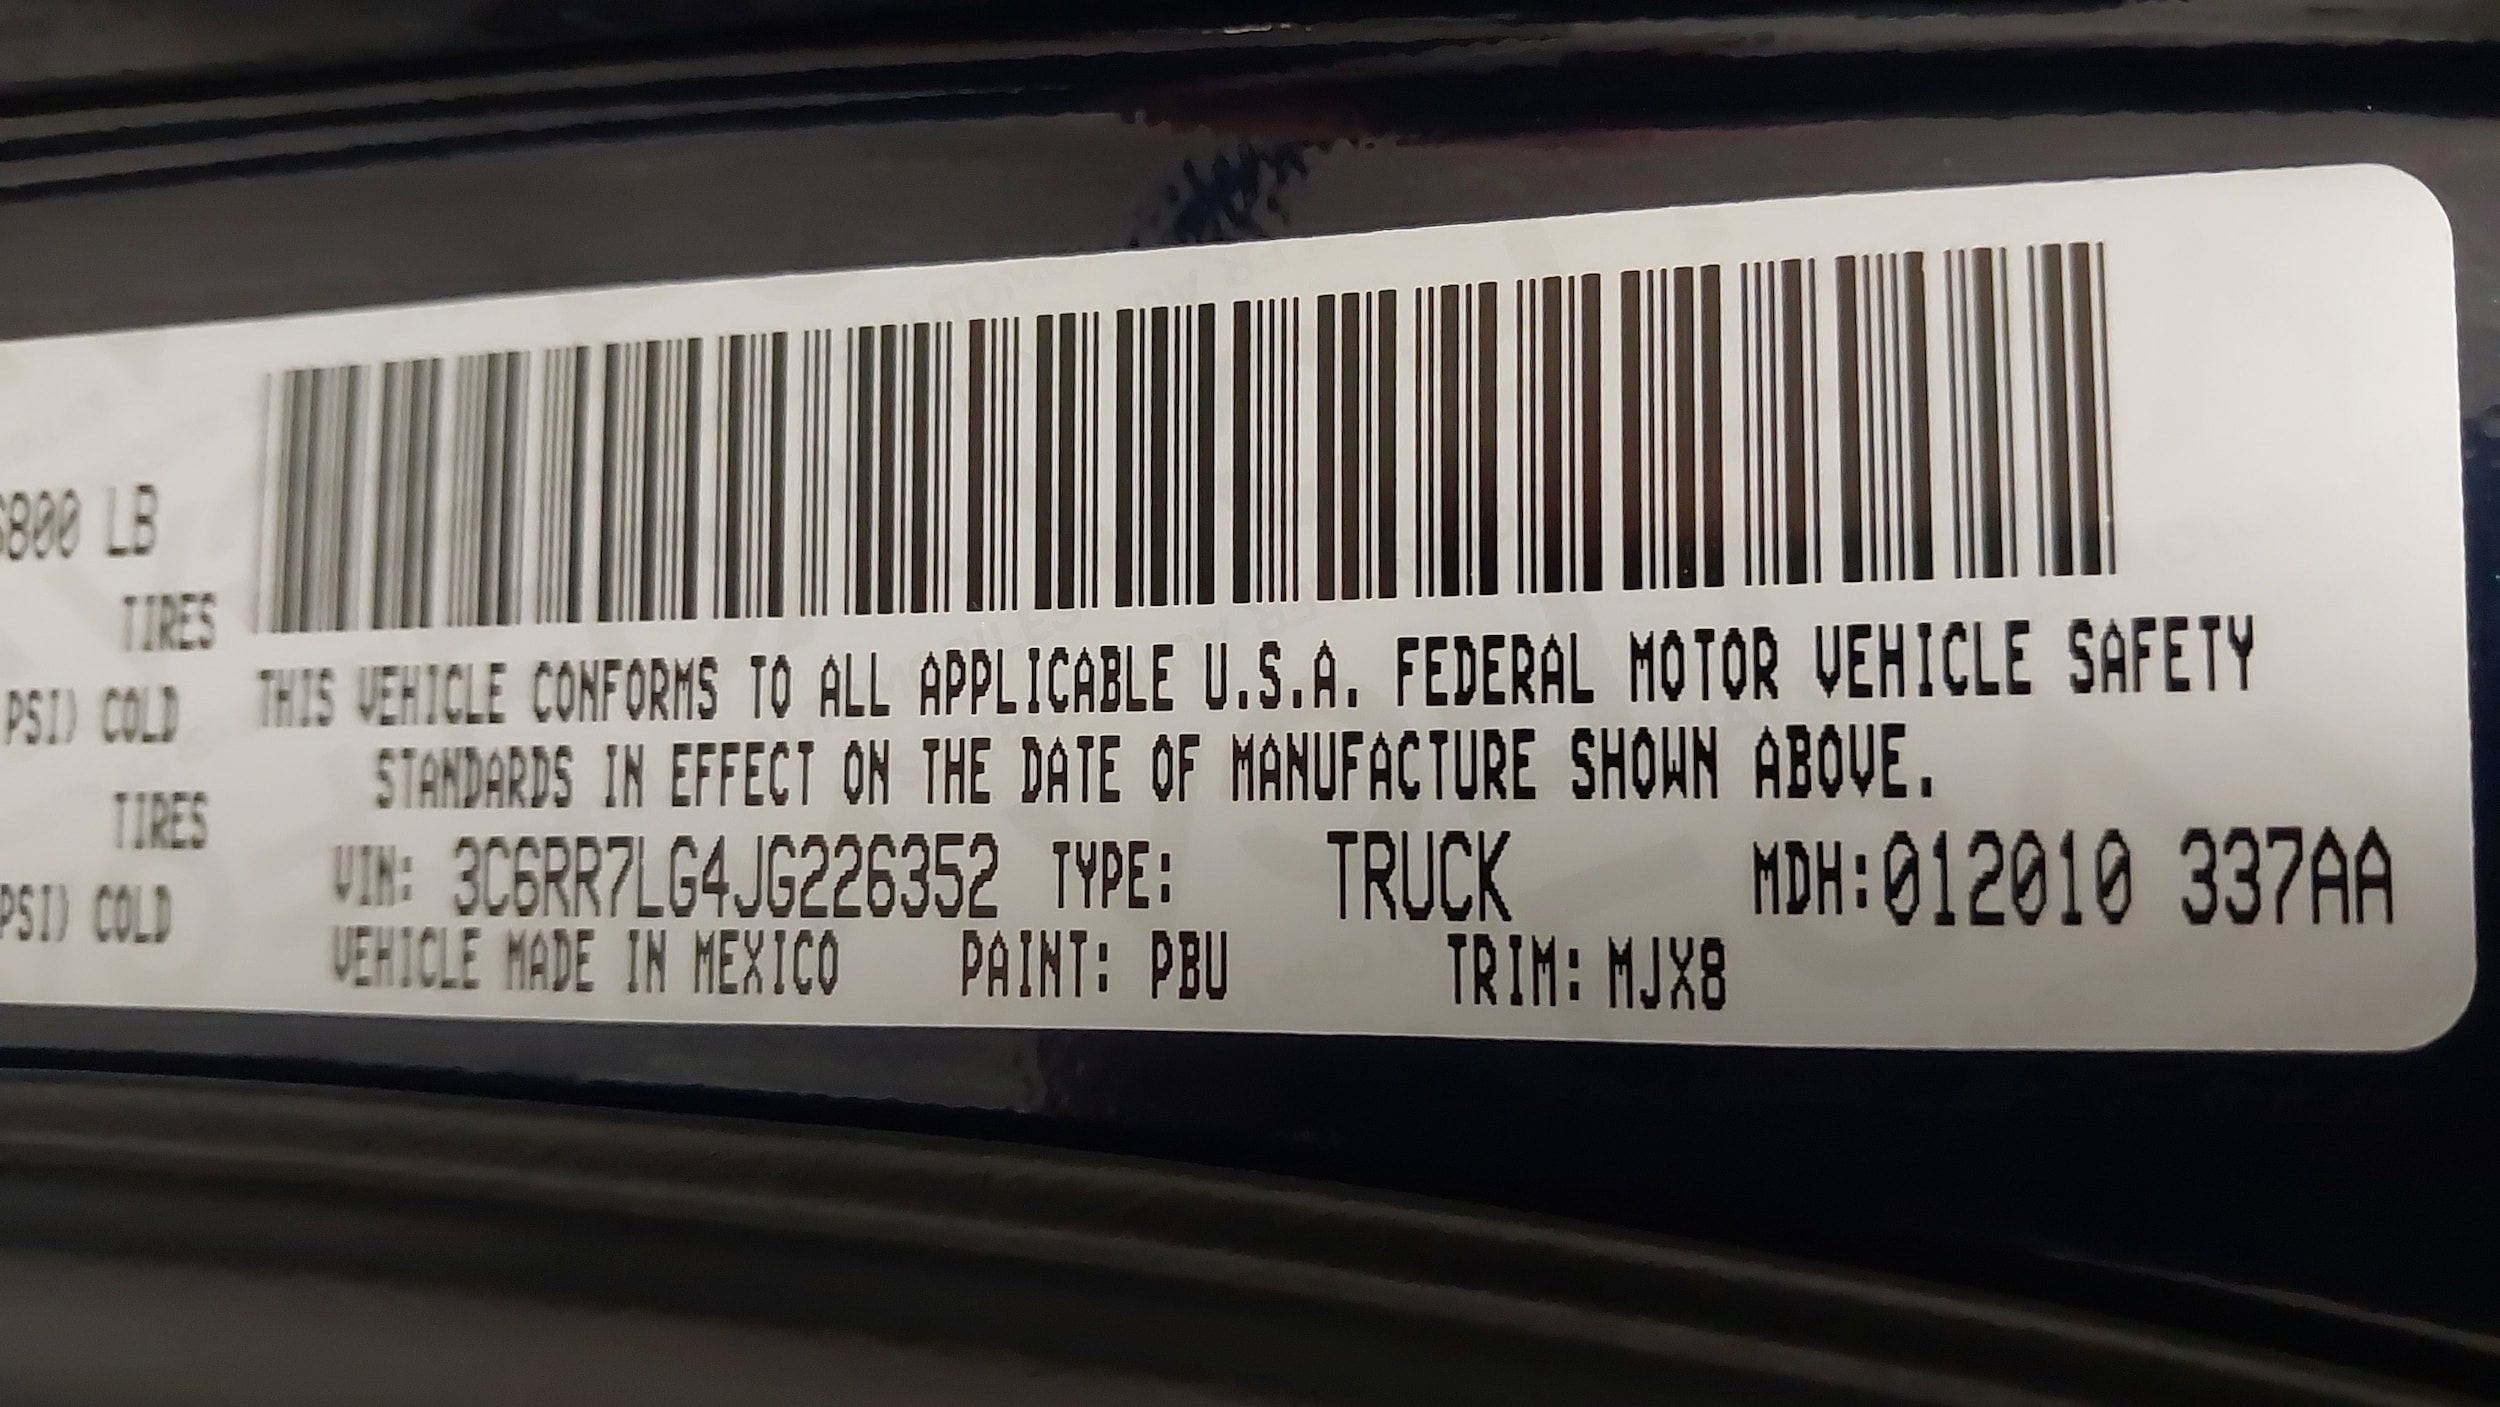 6800 LB
TIRES
PSI) COLD
TIRES
PSI) COLD
THIS VEHICLE CONFORMS TO ALL APPLICABLE U.S.A. FEDERAL MOTOR VEHICLE SAFETY
STANDARDS IN EFFECT ON THE DATE OF MANUFACTURE SHOWN ABOVE.
VIN: 3C6RR7LG4JG226352 TYPE: TRUCK MDH:012010 337AA
VEHICLE MADE IN MEXICO PAINT: PBU TRIM: MJX8